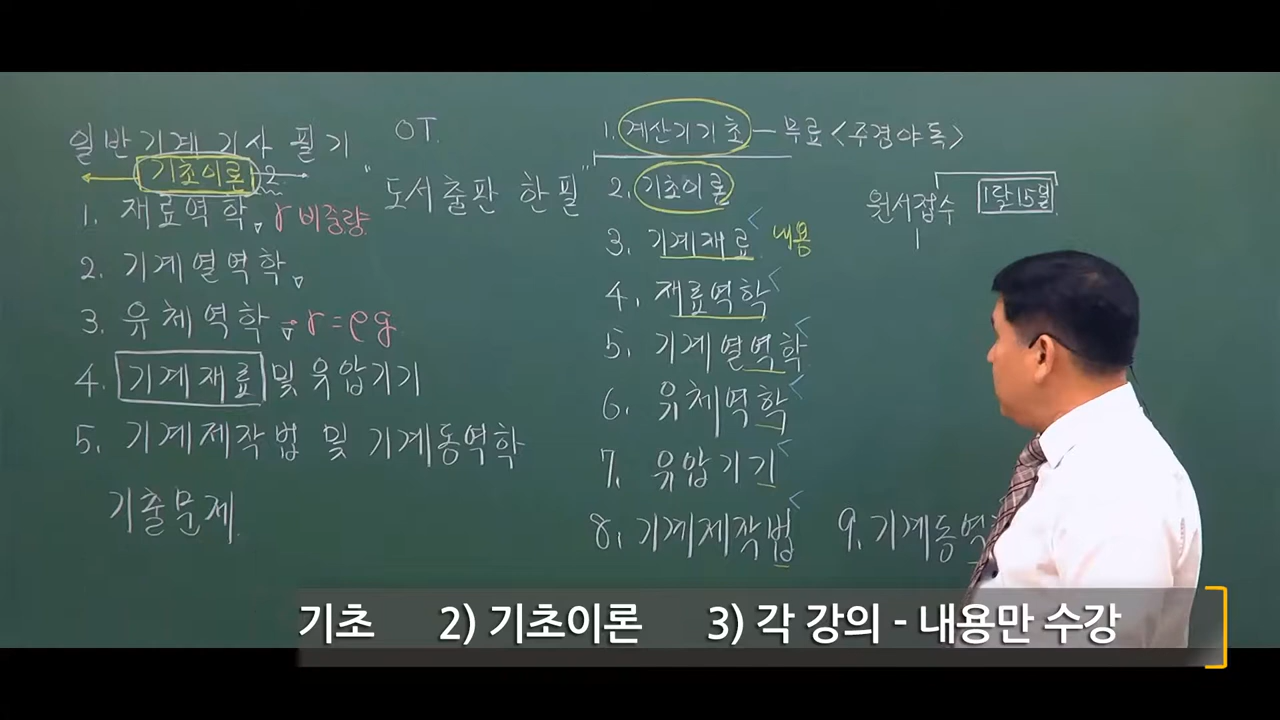 일반기계기사 필기
OT.
기초이론
1. 재료역학, r 비중량
2. 기계열역학,
3. 유체역학 → r = ρg
4. 기계재료 및 유압기기
5. 기계제작법 및 기계동역학
기출문제
"도서출판 한필"
1. 계산기기초 - 무료 <주경야독>
2. 기초이론
3. 기계재료 내용
4. 재료역학
5. 기계열역학
6. 유체역학
7. 유압기기
8. 기계제작법 9. 기계동역
원서접수 1달15일
기초 2) 기초이론 3) 각 강의 - 내용만 수강